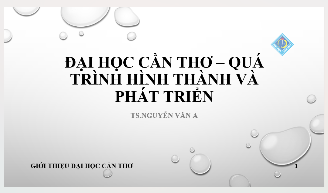 ĐẠI HỌC CẦN THƠ – QUÁ
TRÌNH HÌNH THÀNH VÀ
PHÁT TRIỂN
TS.NGUYỄN VĂN A
GIỚI THIỆU ĐẠI HỌC CẦN THƠ
1